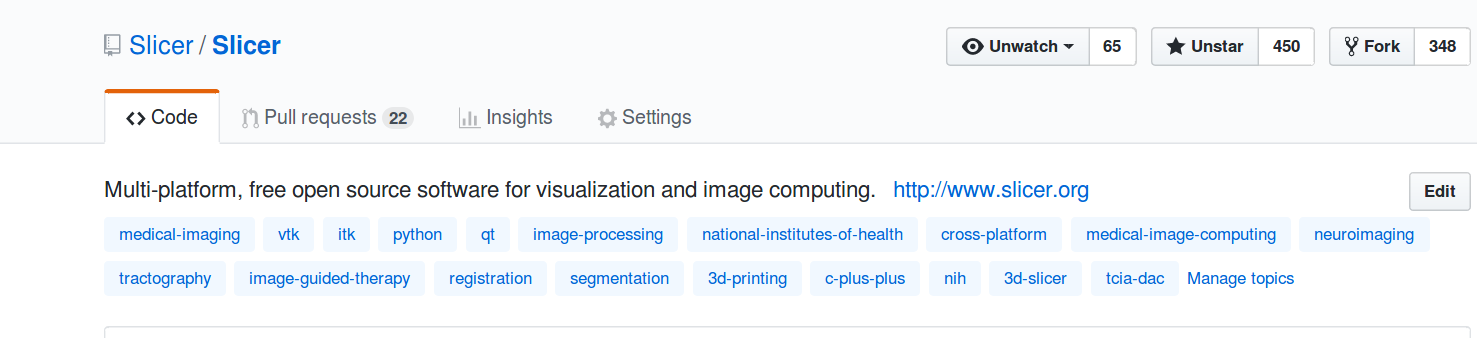 Slicer / Slicer Unwatch 65 Unstar 450 Fork 348
Code Pull requests 22 Insights Settings
Multi-platform, free open source software for visualization and image computing. http://www.slicer.org Edit
medical-imaging vtk itk python qt image-processing national-institutes-of-health cross-platform medical-image-computing neuroimaging
tractography image-guided-therapy registration segmentation 3d-printing c-plus-plus nih 3d-slicer tcia-dac Manage topics